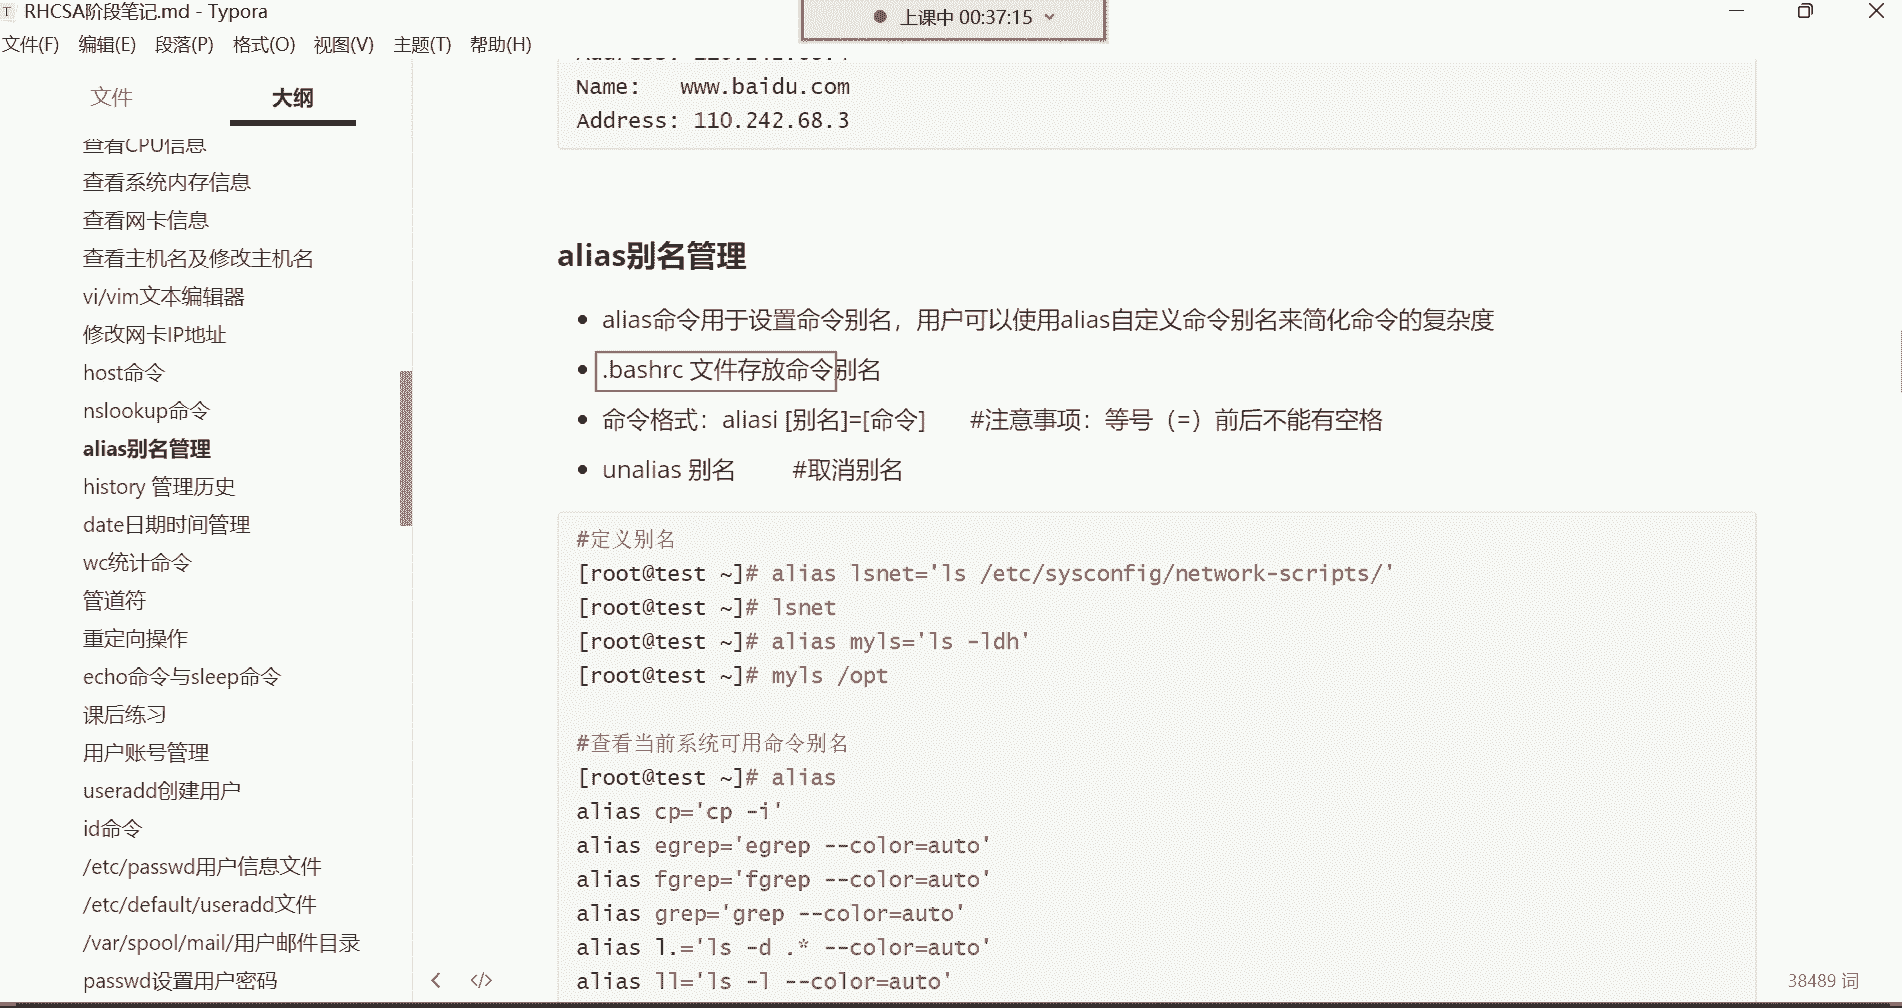 RHCSA阶段笔记.md - Typora
上课中 00:37:15
文件(F) 编辑(E) 段落(P) 格式(O) 视图(V) 主题(T) 帮助(H)
文件 大纲
查看CPU信息
查看系统内存信息
查看网卡信息
查看主机名及修改主机名
vi/vim文本编辑器
修改网卡IP地址
host命令
nslookup命令
alias别名管理
history 管理历史
date日期时间管理
wc统计命令
管道符
重定向操作
echo命令与sleep命令
课后练习
用户账号管理
useradd创建用户
id命令
/etc/passwd用户信息文件
/etc/default/useradd文件
/var/spool/mail/用户邮件目录
passwd设置用户密码
Name:   www.baidu.com
Address: 110.242.68.3
alias别名管理
alias命令用于设置命令别名，用户可以使用alias自定义命令别名来简化命令的复杂度
.bashrc 文件存放命令别名
命令格式：aliasi [别名]=[命令] #注意事项：等号（=）前后不能有空格
unalias 别名 #取消别名
#定义别名
[root@test ~]# alias lsnet='ls /etc/sysconfig/network-scripts/'
[root@test ~]# lsnet
[root@test ~]# alias myls='ls -ldh'
[root@test ~]# myls /opt
#查看当前系统可用命令别名
[root@test ~]# alias
alias cp='cp -i'
alias egrep='egrep --color=auto'
alias fgrep='fgrep --color=auto'
alias grep='grep --color=auto'
alias l.='ls -d .* --color=auto'
alias ll='ls -l --color=auto'
38489 词